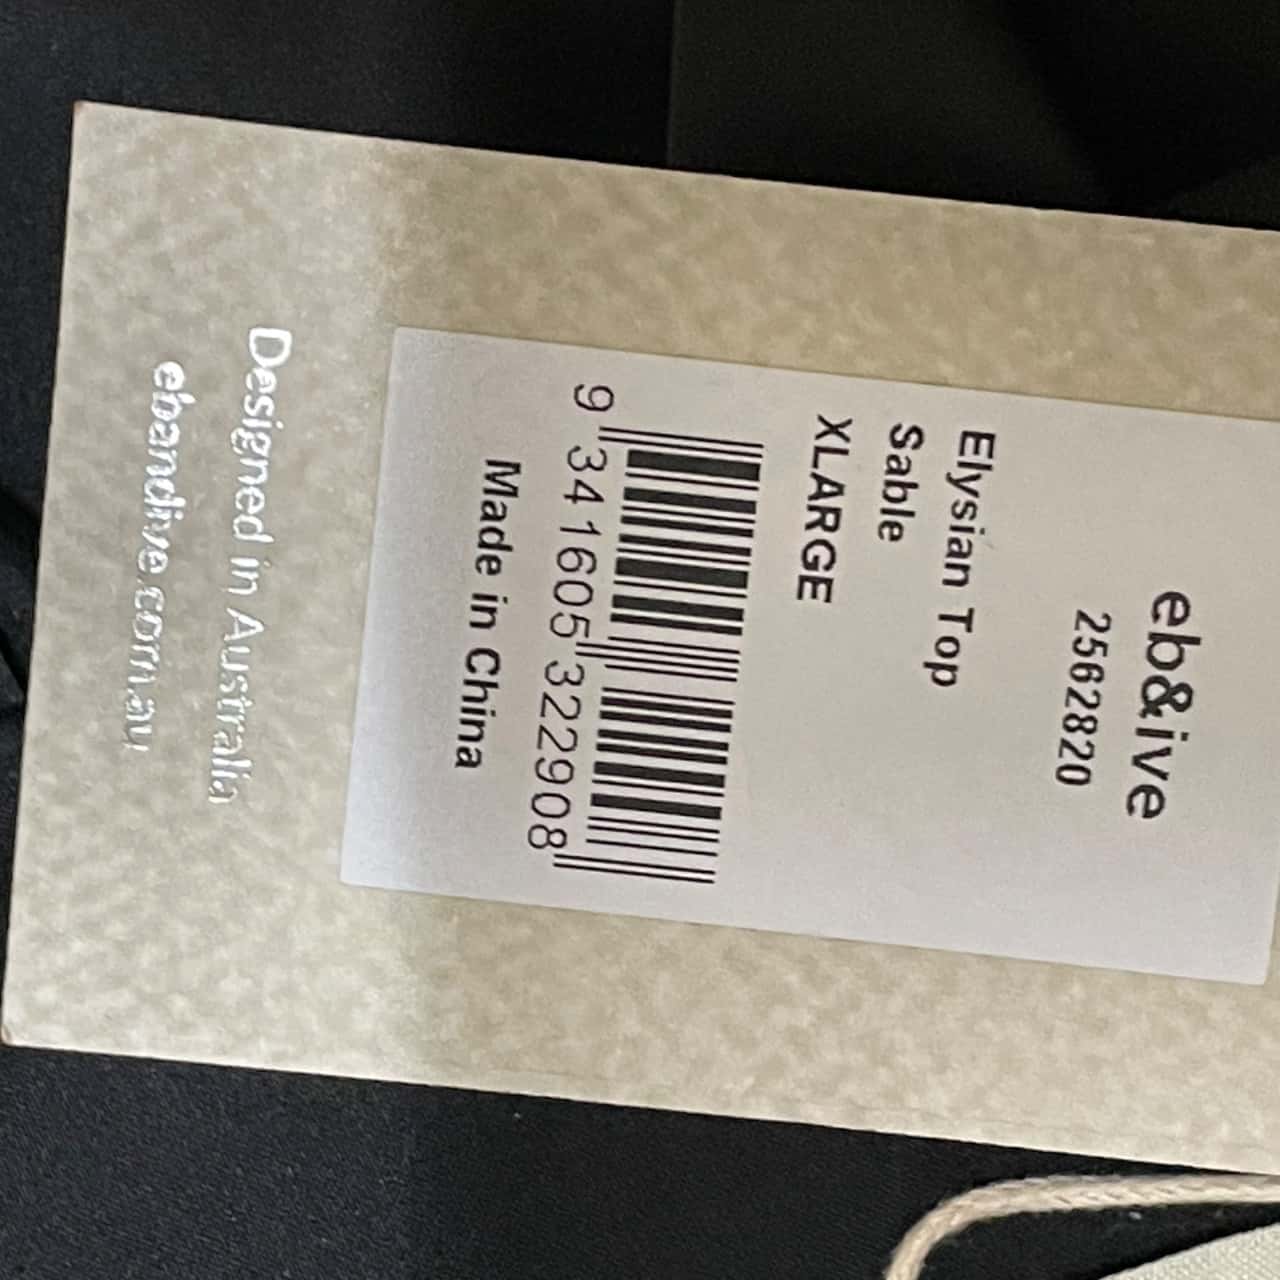 eb&ive
2562820
Elysian Top
Sable
XLARGE
9 341605 322908
Made in China
Designed in Australia
ebandive.com.au